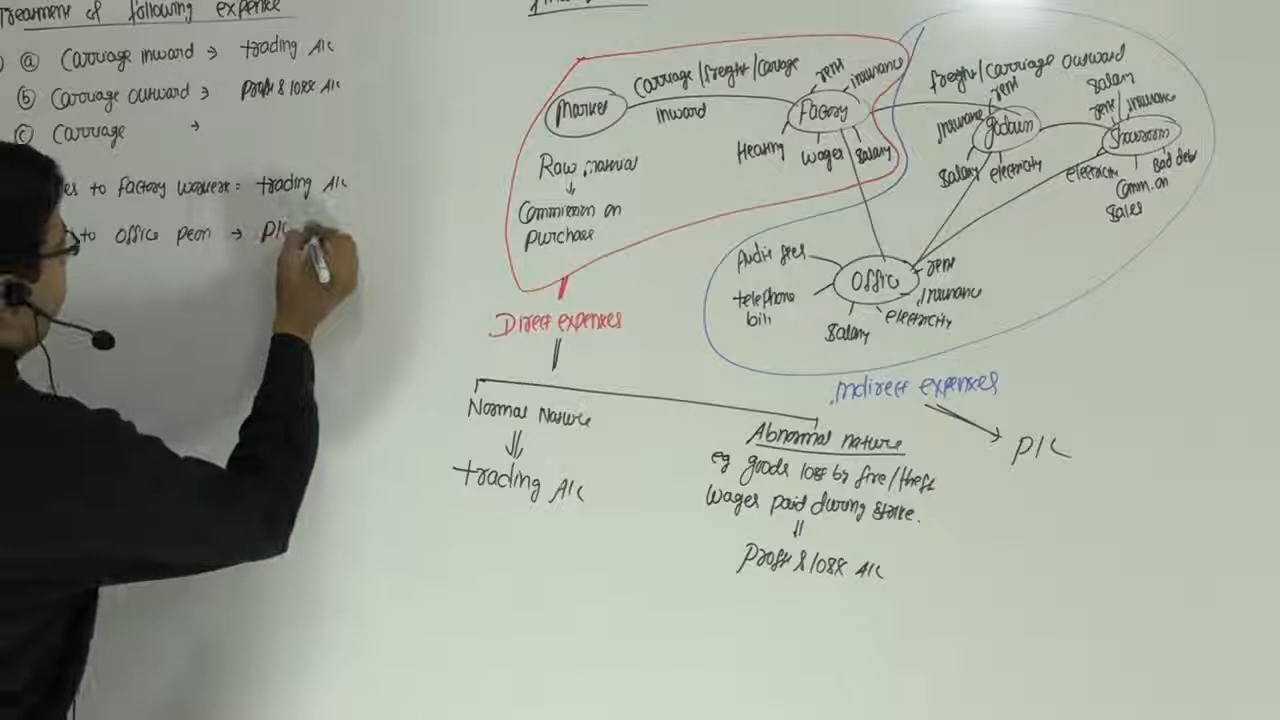 Treatment of following expense
(a) Carriage inward → trading A/c
(b) Carriage outward → Profit & loss A/c
(c) Carriage →
to factory workers = trading A/c
to office peon → P/L
Market
Carriage/freight/cartage
inward
Factory
rent
insurance
Heating
wages
salary
Raw material
Commission on
purchase
Direct expenses
Normal Nature
trading A/c
Abnormal nature
eg goods loss by fire/theft
wages paid during strike.
Profit & loss A/c
freight/carriage outward
rent
insurance
godown
salary
electricity
salary
rent
insurance
showroom
electricity
Bad debt
Comm. on
sales
Audit fees
telephone
bill
Office
rent
insurance
electricity
salary
Indirect expenses
P/L